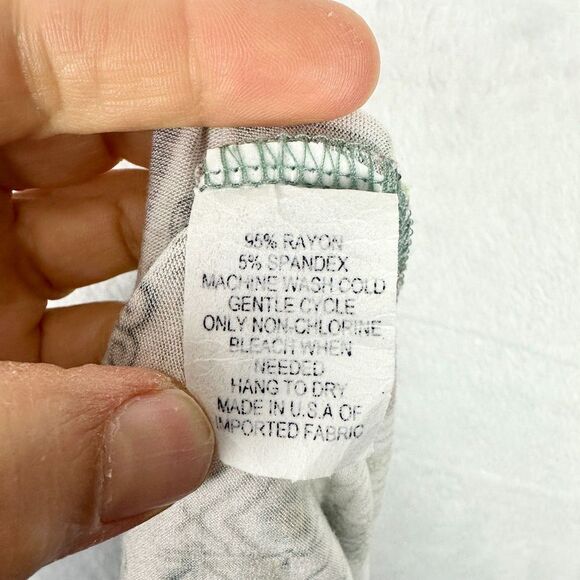 95% RAYON
5% SPANDEX
MACHINE WASH COLD
GENTLE CYCLE
ONLY NON-CHLORINE
BLEACH WHEN
NEEDED
HANG TO DRY
MADE IN U.S.A OF
IMPORTED FABRIC